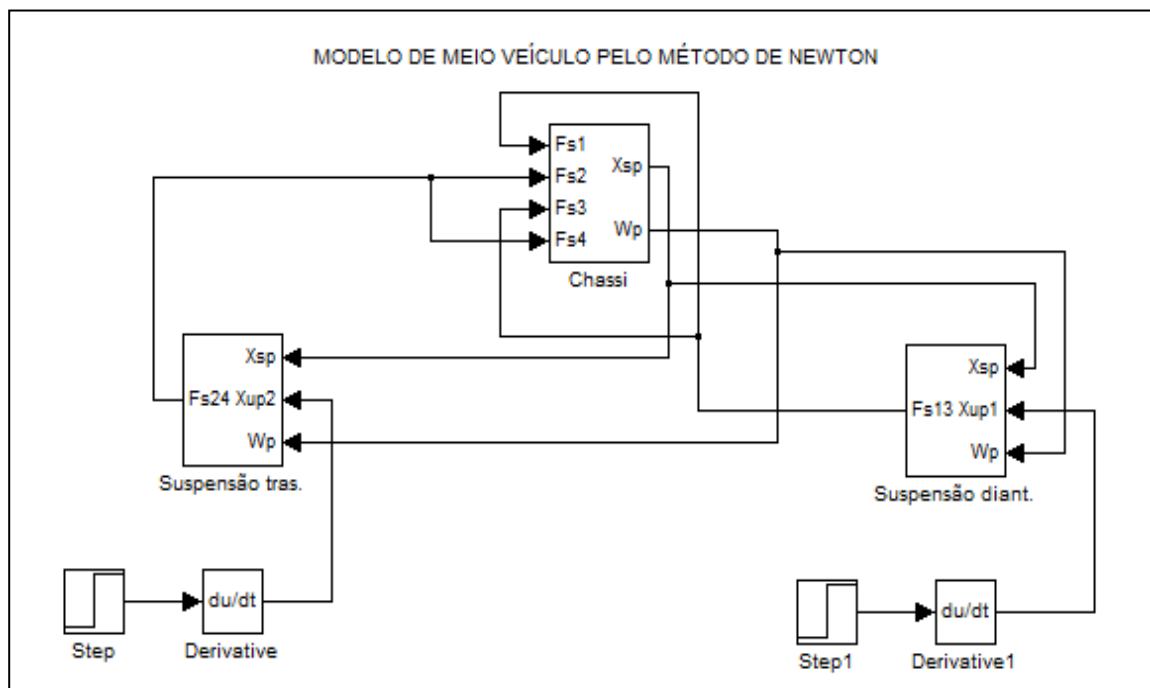 MODELO DE MEIO VEÍCULO PELO MÉTODO DE NEWTON
Fs1
Fs2
Fs3
Fs4
Xsp
Wp
Chassi
Xsp
Fs24 Xup2
Wp
Suspensão tras.
Xsp
Fs13 Xup1
Wp
Suspensão diant.
du/dt
Step
Derivative
du/dt
Step1
Derivative1